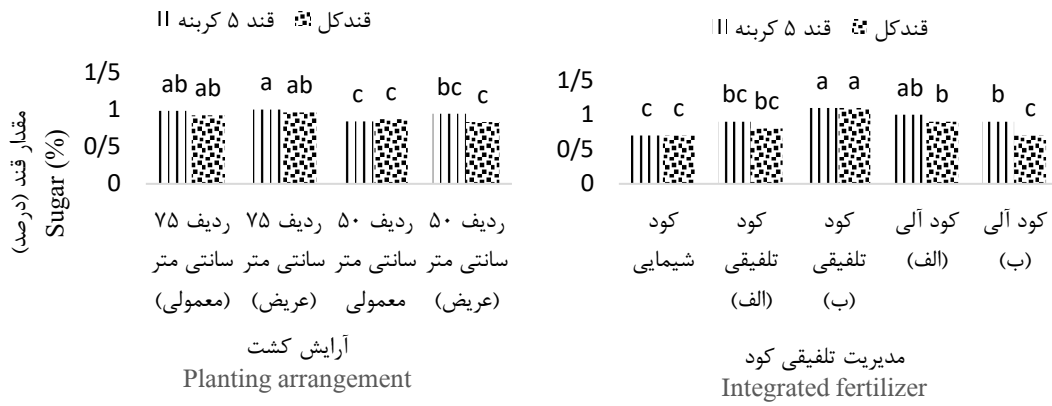 قند ۵ کربنه قندکل
1/5
1
0/5
0
مقدار قند (درصد)
Sugar (%)
ab ab a ab c c bc c
ردیف ۷۵ ردیف ۷۵ ردیف ۵۰ ردیف ۵۰
سانتی متر سانتی متر سانتی متر سانتی متر
(معمولی) (عریض) معمولی (عریض)
آرایش کشت
Planting arrangement
قند ۵ کربنه قندکل
1/5
1
0/5
0
c c bc bc a a ab b b c
کود کود کود کود آلی کود آلی
شیمایی تلفیقی تلفیقی (الف) (ب)
(الف) (ب)
مدیریت تلفیقی کود
Integrated fertilizer